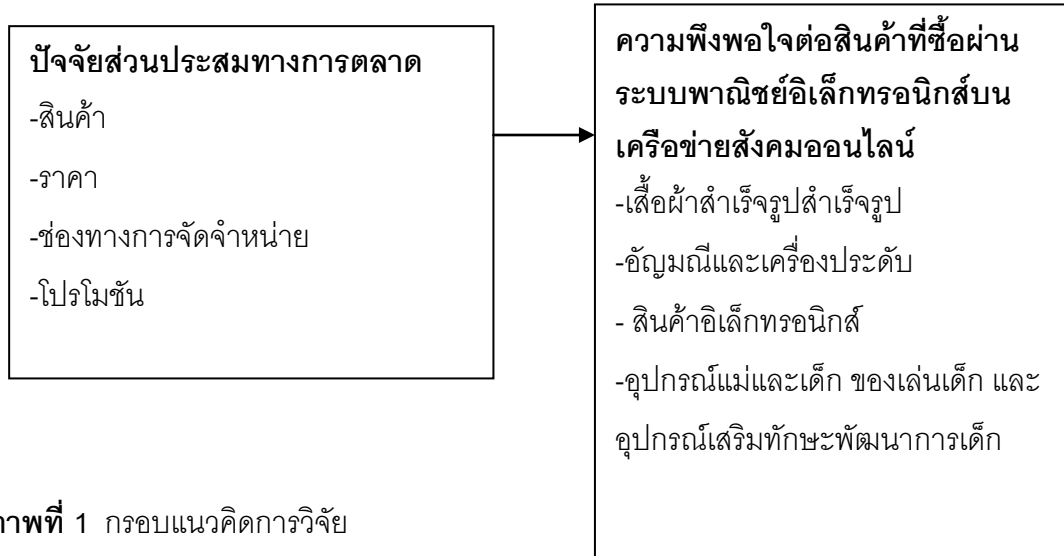 ปัจจัยส่วนประสมทางการตลาด
-สินค้า
-ราคา
-ช่องทางการจัดจำหน่าย
-โปรโมชัน
ความพึงพอใจต่อสินค้าที่ซื้อผ่าน
ระบบพาณิชย์อิเล็กทรอนิกส์บน
เครือข่ายสังคมออนไลน์
-เสื้อผ้าสำเร็จรูปสำเร็จรูป
-อัญมณีและเครื่องประดับ
- สินค้าอิเล็กทรอนิกส์
-อุปกรณ์แม่และเด็ก ของเล่นเด็ก และ
อุปกรณ์เสริมทักษะพัฒนาการเด็ก
าพที่ 1 กรอบแนวคิดการวิจัย